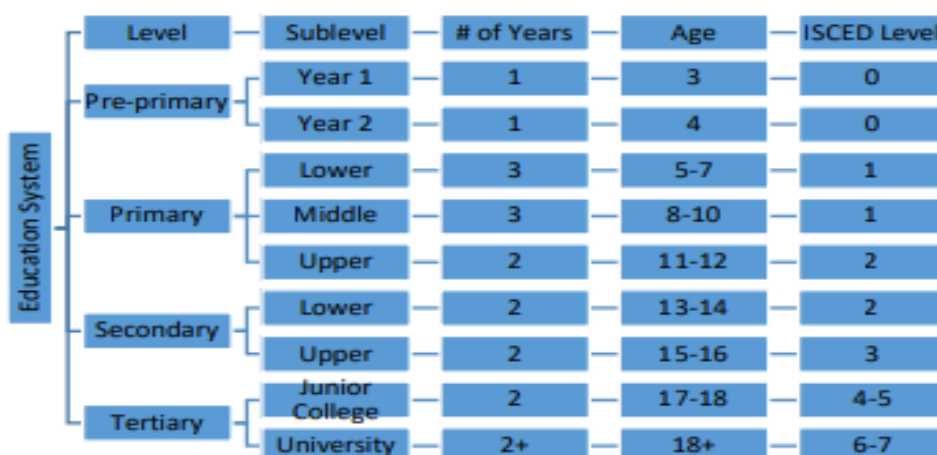 Education System
Level Sublevel # of Years Age ISCED Level
Pre-primary
Year 1 1 3 0
Year 2 1 4 0
Primary
Lower 3 5-7 1
Middle 3 8-10 1
Upper 2 11-12 2
Secondary
Lower 2 13-14 2
Upper 2 15-16 3
Tertiary
Junior
College 2 17-18 4-5
University 2+ 18+ 6-7